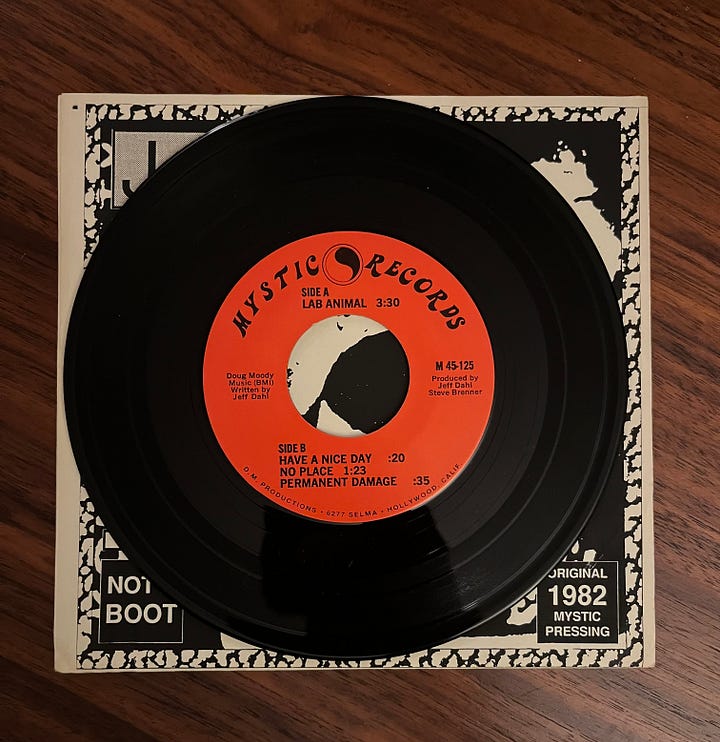 J
MYSTIC RECORDS
SIDE A
LAB ANIMAL 3:30
Doug Moody
Music (BMI)
Written by
Jeff Dahl
M 45-125
Produced by
Jeff Dahl
Steve Brenner
SIDE B
HAVE A NICE DAY :20
NO PLACE 1:23
PERMANENT DAMAGE :35
D.M. PRODUCTIONS • 6277 SELMA • HOLLYWOOD, CALIF.
NOT
BOOT
ORIGINAL
1982
MYSTIC
PRESSING